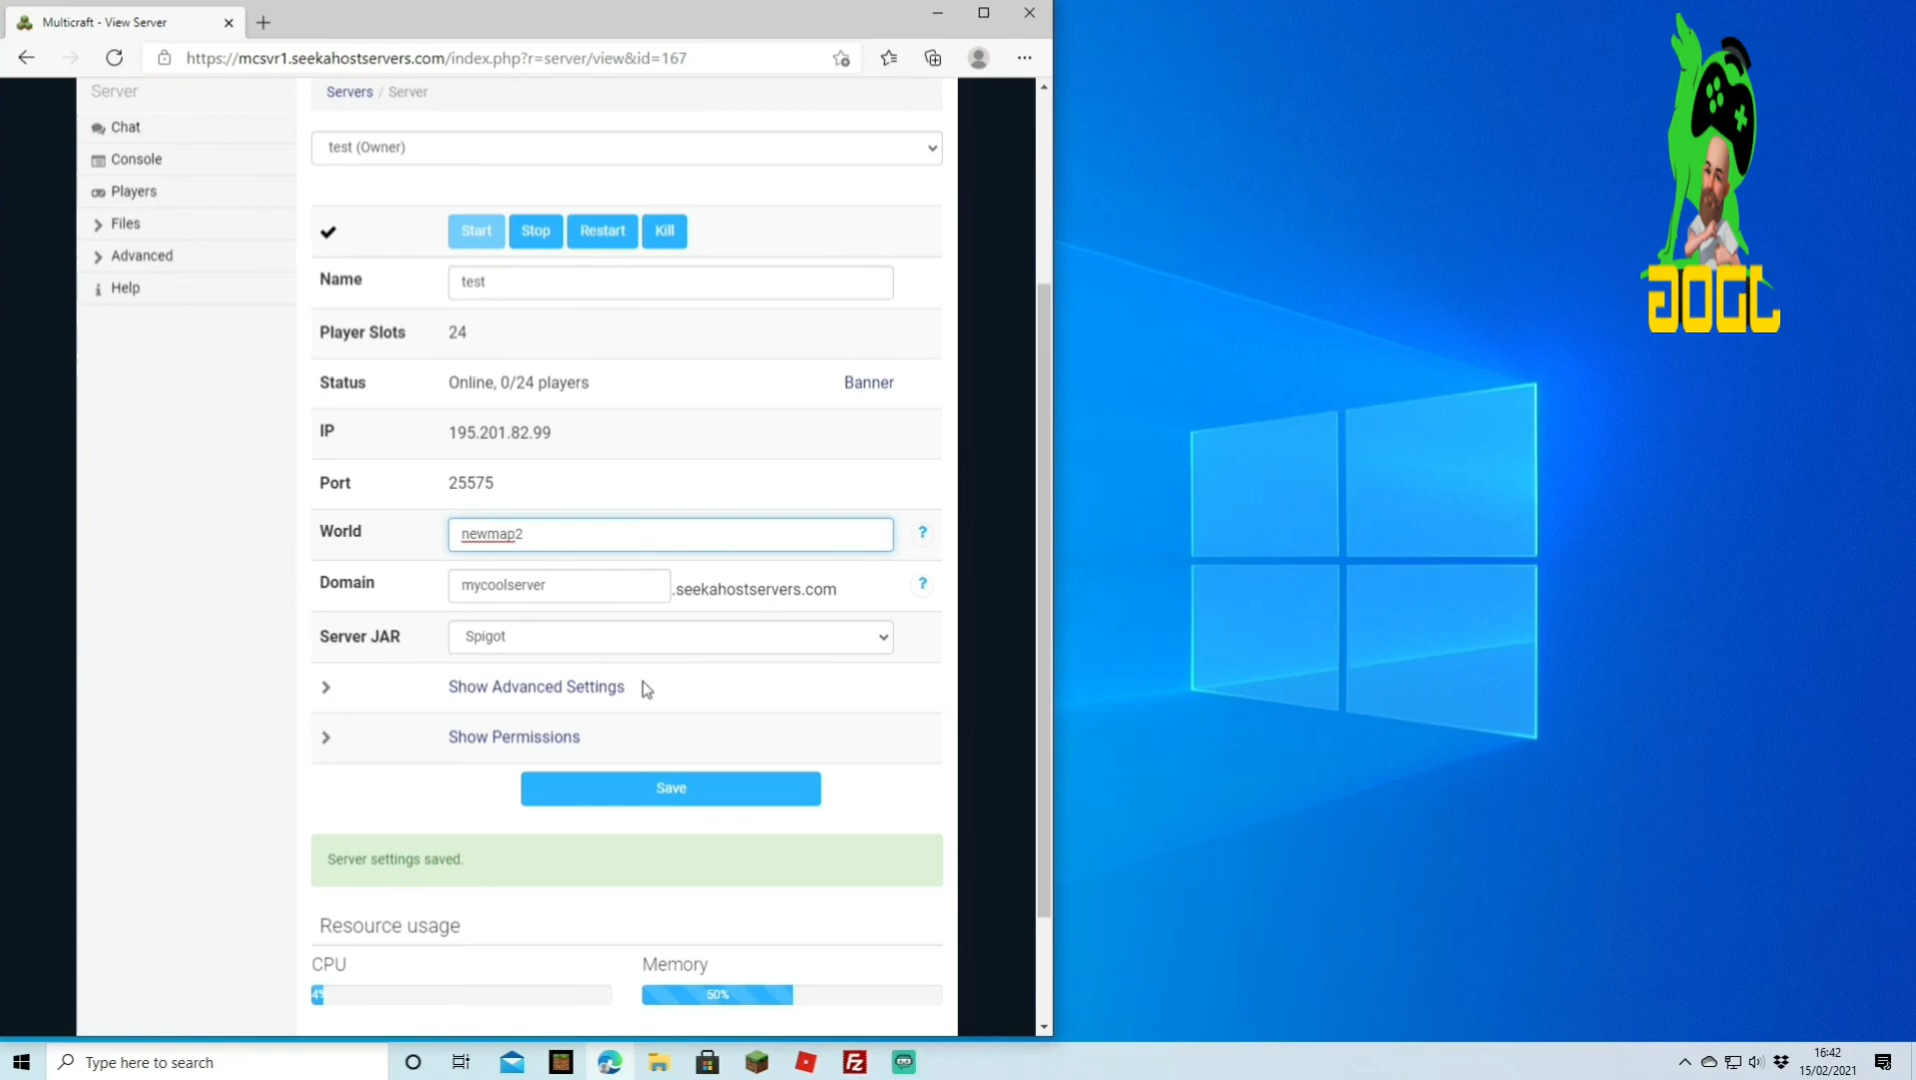 Multicraft - View Server
https://mcsvr1.seekahostservers.com/index.php?r=server/view&id=167
Server
Chat
Console
Players
Files
Advanced
Help
Servers / Server
test (Owner)
Start Stop Restart Kill
Name test
Player Slots 24
Status Online, 0/24 players Banner
IP 195.201.82.99
Port 25575
World newmap2 ?
Domain mycoolserver .seekahostservers.com ?
Server JAR Spigot
Show Advanced Settings
Show Permissions
Save
Server settings saved.
Resource usage
CPU Memory
4% 50%
Type here to search
16:42
15/02/2021